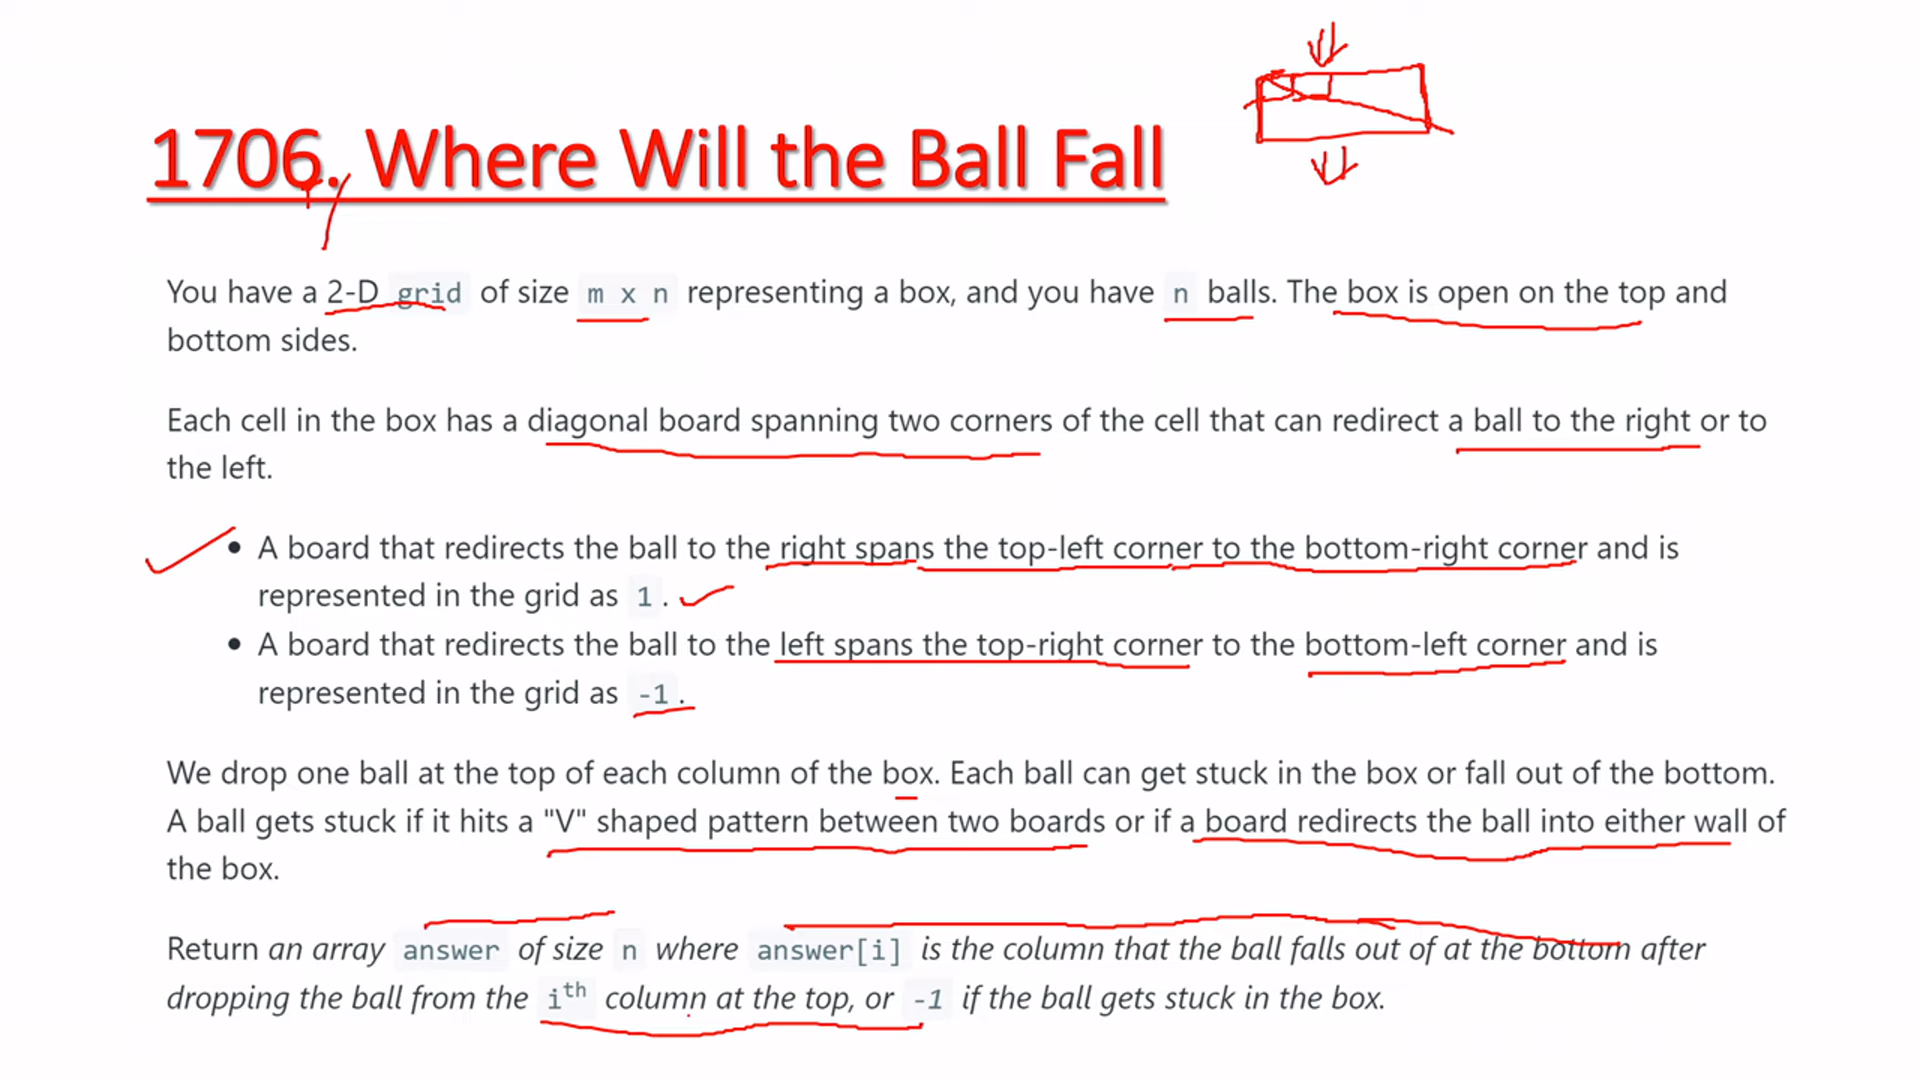 1706. Where Will the Ball Fall
You have a 2-D grid of size m x n representing a box, and you have n balls. The box is open on the top and
bottom sides.
Each cell in the box has a diagonal board spanning two corners of the cell that can redirect a ball to the right or to
the left.
• A board that redirects the ball to the right spans the top-left corner to the bottom-right corner and is
represented in the grid as 1.
• A board that redirects the ball to the left spans the top-right corner to the bottom-left corner and is
represented in the grid as -1.
We drop one ball at the top of each column of the box. Each ball can get stuck in the box or fall out of the bottom.
A ball gets stuck if it hits a "V" shaped pattern between two boards or if a board redirects the ball into either wall of
the box.
Return an array answer of size n where answer[i] is the column that the ball falls out of at the bottom after
dropping the ball from the iᵗʰ column at the top, or -1 if the ball gets stuck in the box.